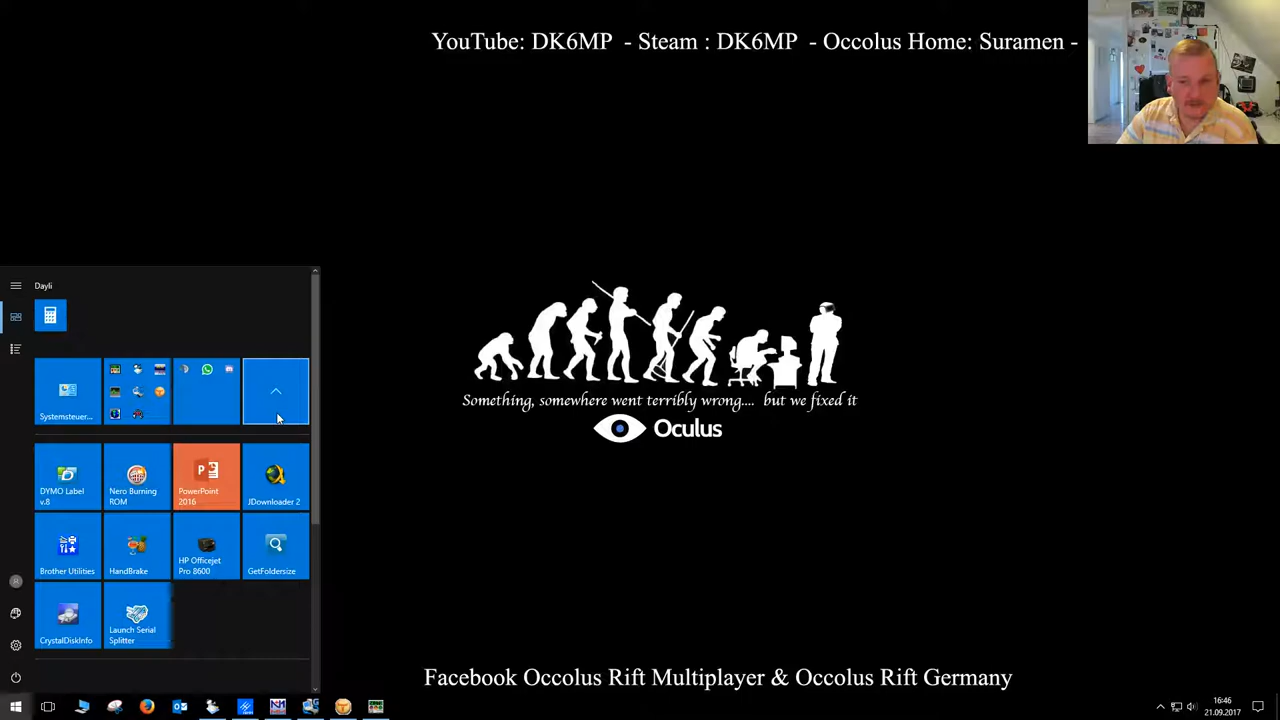 YouTube: DK6MP - Steam : DK6MP - Occolus Home: Suramen -
Dayli
Systemsteuer...
Something, somewhere went terribly wrong.... but we fixed it
Oculus
DYMO Label v.8
Nero Burning ROM
PowerPoint 2016
JDownloader 2
Brother Utilities
HandBrake
HP Officejet Pro 8600
GetFoldersize
CrystalDiskInfo
Launch Serial Splitter
Facebook Occolus Rift Multiplayer & Occolus Rift Germany
16:46
21.09.2017